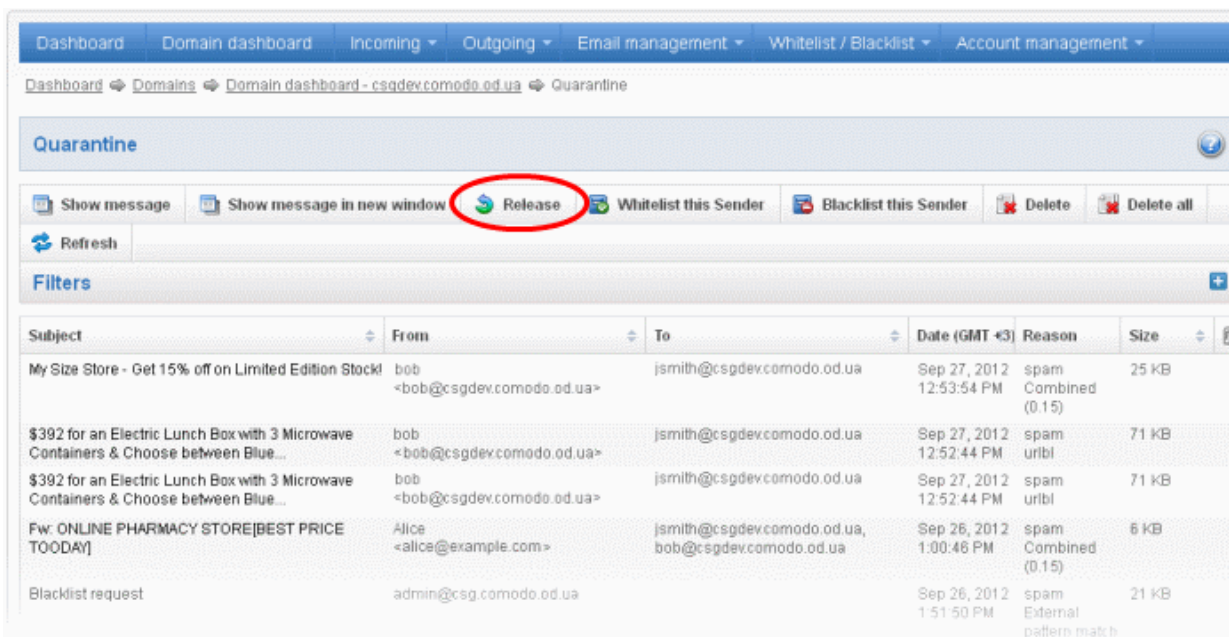 Dashboard Domain dashboard Incoming Outgoing Email management Whitelist / Blacklist Account management
Dashboard Domains Domain dashboard - csgdev.comodo.od.ua Quarantine
Quarantine
Show message Show message in new window Release Whitelist this Sender Blacklist this Sender Delete Delete all
Refresh
Filters
Subject From To Date (GMT +3) Reason Size
My Size Store - Get 15% off on Limited Edition Stock! bob jsmith@csgdev.comodo.od.ua Sep 27, 2012 spam 25 KB
<bob@csgdev.comodo.od.ua> 12:53:54 PM Combined
(0.15)
$392 for an Electric Lunch Box with 3 Microwave bob jsmith@csgdev.comodo.od.ua Sep 27, 2012 spam 71 KB
Containers & Choose between Blue... <bob@csgdev.comodo.od.ua> 12:52:44 PM urlbl
$392 for an Electric Lunch Box with 3 Microwave bob jsmith@csgdev.comodo.od.ua Sep 27, 2012 spam 71 KB
Containers & Choose between Blue... <bob@csgdev.comodo.od.ua> 12:52:44 PM urlbl
Fw: ONLINE PHARMACY STORE[BEST PRICE Alice jsmith@csgdev.comodo.od.ua, Sep 26, 2012 spam 6 KB
TOODAY] <alice@example.com> bob@csgdev.comodo.od.ua 1:00:46 PM Combined
(0.15)
Blacklist request admin@csg.comodo.od.ua Sep 26, 2012 spam 21 KB
1:51:50 PM External
pattern match